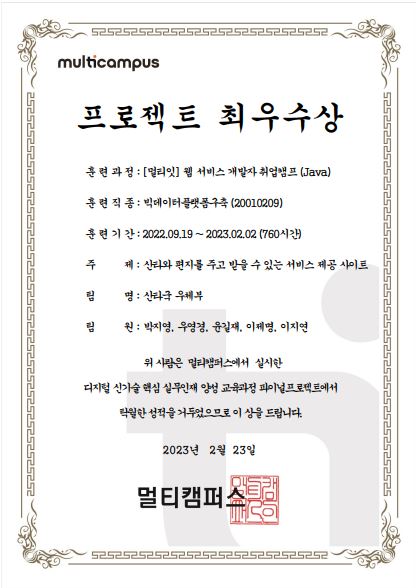 multicampus
프로젝트 최우수상
훈 련 과 정 : [멀티잇] 웹 서비스 개발자 취업캠프 (Java)
훈 련 직 종 : 빅데이터플랫폼구축 (20010209)
훈 련 기 간 : 2022.09.19 ~ 2023.02.02 (760시간)
주 제 : 산타와 편지를 주고 받을 수 있는 서비스 제공 사이트
팀 명 : 산타국 우체부
팀 원 : 박지영, 우영경, 윤길재, 이제명, 이지연
위 사람은 멀티캠퍼스에서 실시한
디지털 신기술 핵심 실무인재 양성 교육과정 파이널프로젝트에서
탁월한 성적을 거두었으므로 이 상을 드립니다.
2023년 2월 23일
멀티캠퍼스